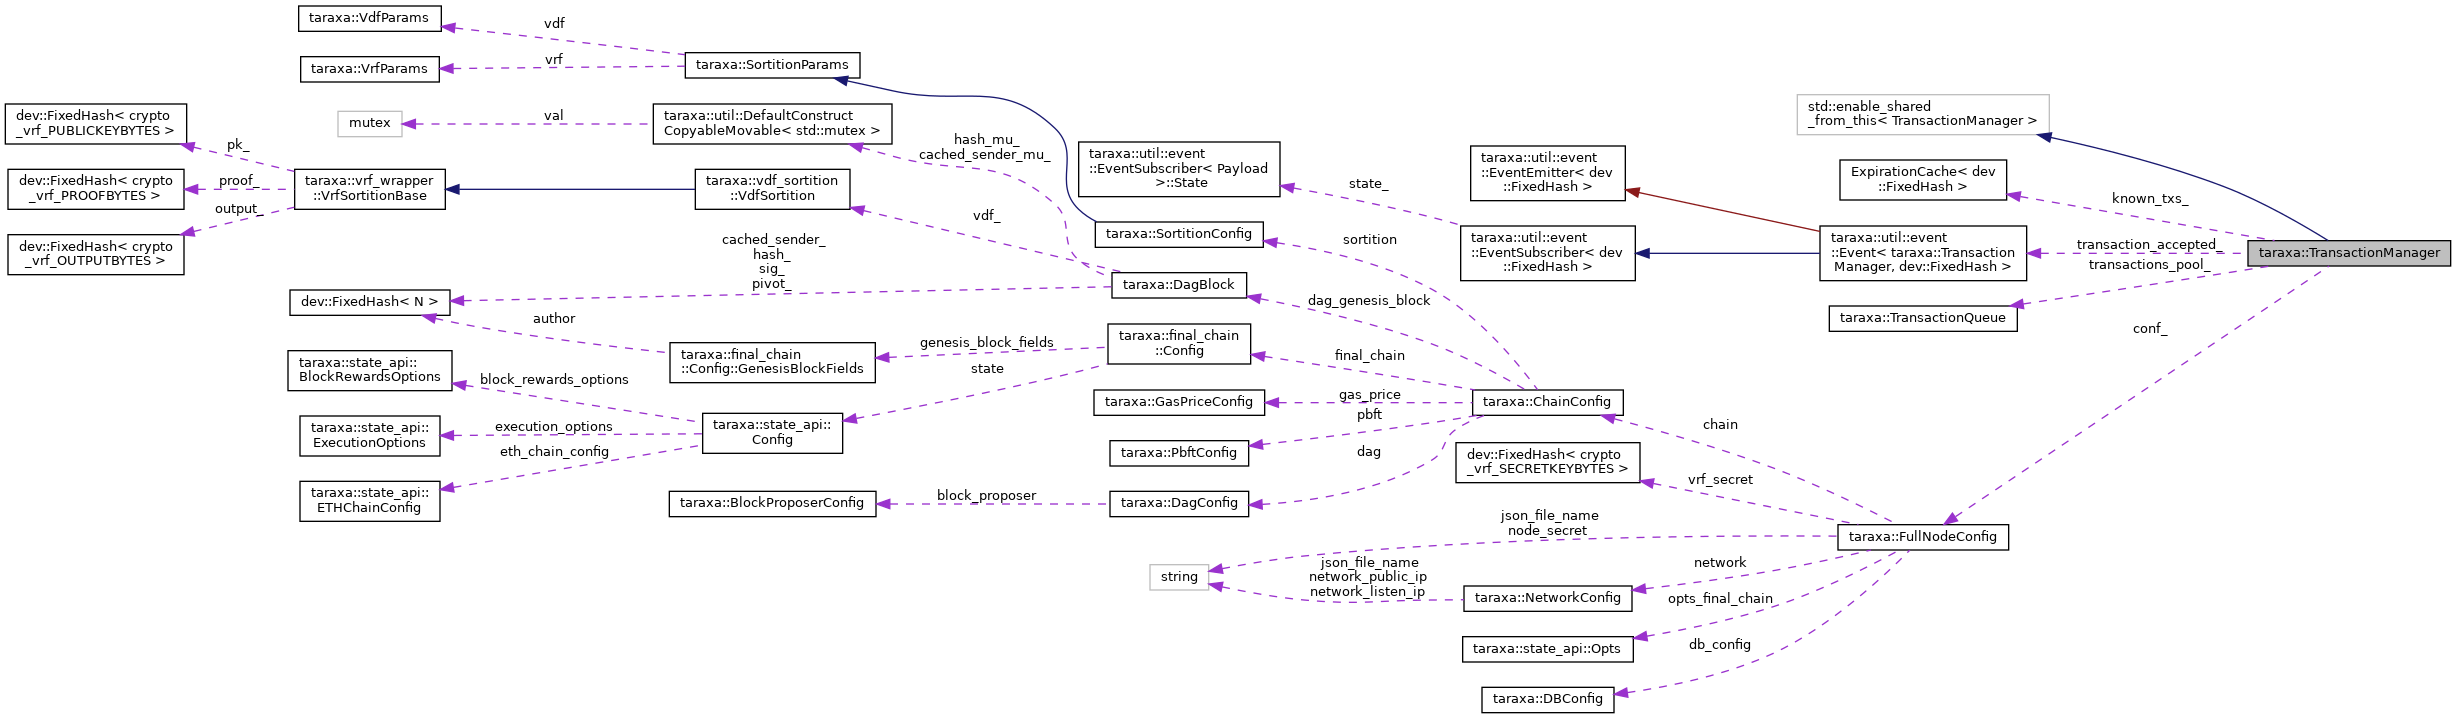 taraxa::VdfParams
vdf
taraxa::VrfParams
vrf
taraxa::SortitionParams
dev::FixedHash< crypto
_vrf_PUBLICKEYBYTES >
mutex
val
taraxa::util::DefaultConstruct
CopyableMovable< std::mutex >
pk_
dev::FixedHash< crypto
_vrf_PROOFBYTES >
proof_
output_
taraxa::vrf_wrapper
::VrfSortitionBase
taraxa::vdf_sortition
::VdfSortition
dev::FixedHash< crypto
_vrf_OUTPUTBYTES >
hash_mu_
cached_sender_mu_
vdf_
cached_sender_
hash_
sig_
pivot_
dev::FixedHash< N >
author
taraxa::state_api::
BlockRewardsOptions
taraxa::final_chain
::Config::GenesisBlockFields
genesis_block_fields
state
block_rewards_options
taraxa::state_api::
ExecutionOptions
execution_options
eth_chain_config
taraxa::state_api::
Config
taraxa::state_api::
ETHChainConfig
taraxa::BlockProposerConfig
block_proposer
taraxa::util::event
::EventSubscriber< Payload
>::State
state_
taraxa::SortitionConfig
sortition
taraxa::DagBlock
dag_genesis_block
taraxa::final_chain
::Config
final_chain
taraxa::GasPriceConfig
gas_price
pbft
taraxa::PbftConfig
dag
taraxa::DagConfig
taraxa::util::event
::EventEmitter< dev
::FixedHash >
taraxa::util::event
::EventSubscriber< dev
::FixedHash >
taraxa::ChainConfig
chain
dev::FixedHash< crypto
_vrf_SECRETKEYBYTES >
vrf_secret
json_file_name
node_secret
string
json_file_name
network_public_ip
network_listen_ip
network
taraxa::NetworkConfig
opts_final_chain
taraxa::state_api::Opts
db_config
taraxa::DBConfig
std::enable_shared
_from_this< TransactionManager >
ExpirationCache< dev
::FixedHash >
known_txs_
taraxa::util::event
::Event< taraxa::Transaction
Manager, dev::FixedHash >
transaction_accepted_
transactions_pool_
taraxa::TransactionManager
taraxa::TransactionQueue
conf_
taraxa::FullNodeConfig